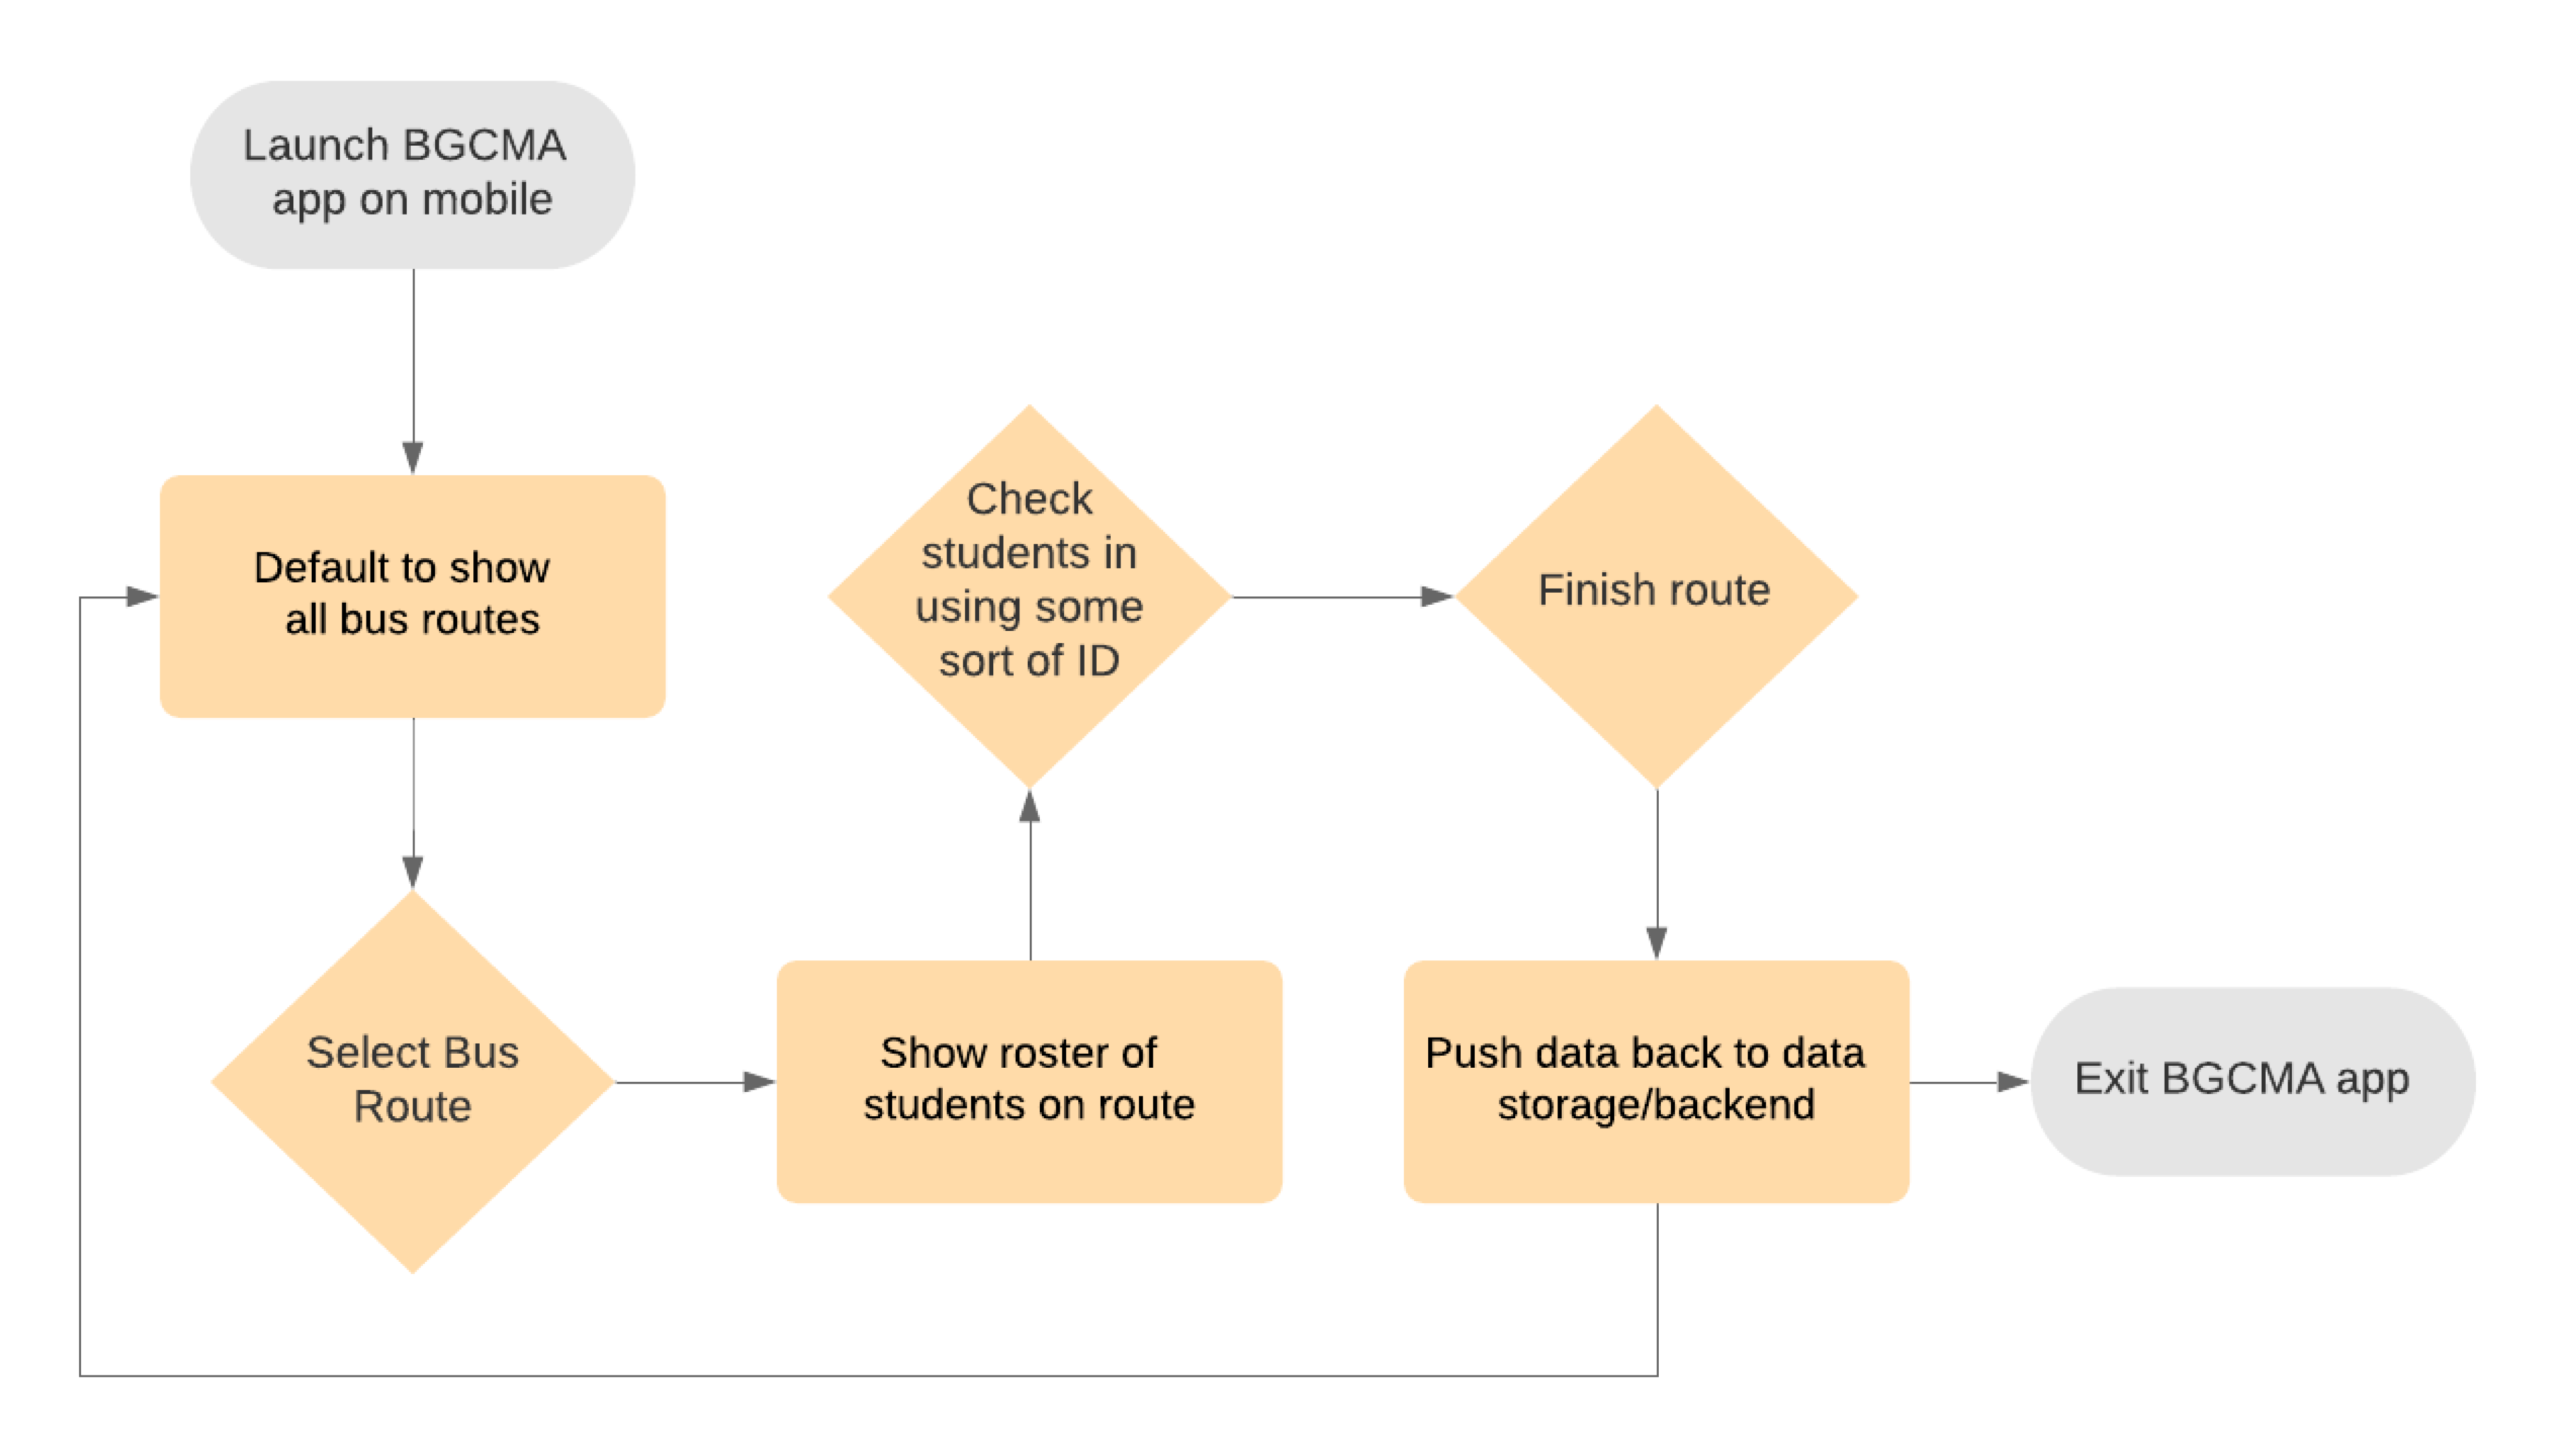 Launch BGCMA
app on mobile
Default to show
all bus routes
Select Bus
Route
Show roster of
students on route
Check
students in
using some
sort of ID
Finish route
Push data back to data
storage/backend
Exit BGCMA app